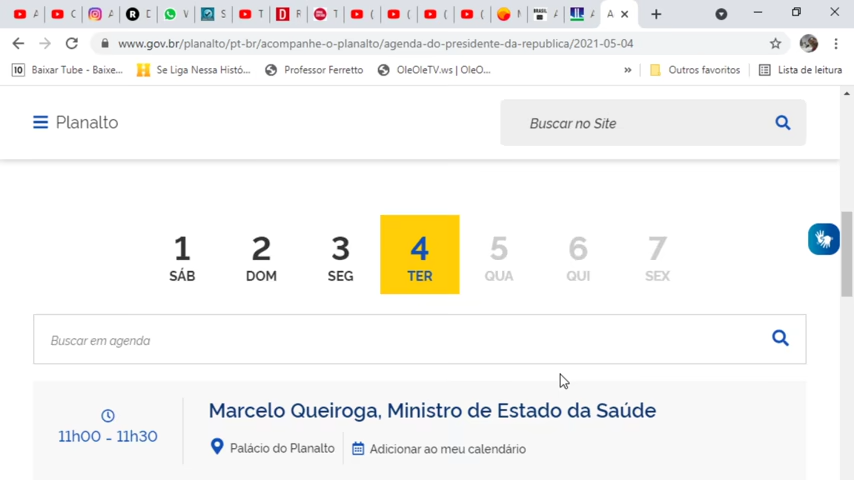 www.gov.br/planalto/pt-br/acompanhe-o-planalto/agenda-do-presidente-da-republica/2021-05-04
Baixar Tube - Baixe... Se Liga Nessa Histó... Professor Ferretto OleOleTV.ws | OleO... » Outros favoritos Lista de leitura
Planalto Buscar no Site
1 2 3 4 5 6 7
SÁB DOM SEG TER QUA QUI SEX
Buscar em agenda
Marcelo Queiroga, Ministro de Estado da Saúde
11h00 - 11h30
Palácio do Planalto Adicionar ao meu calendário